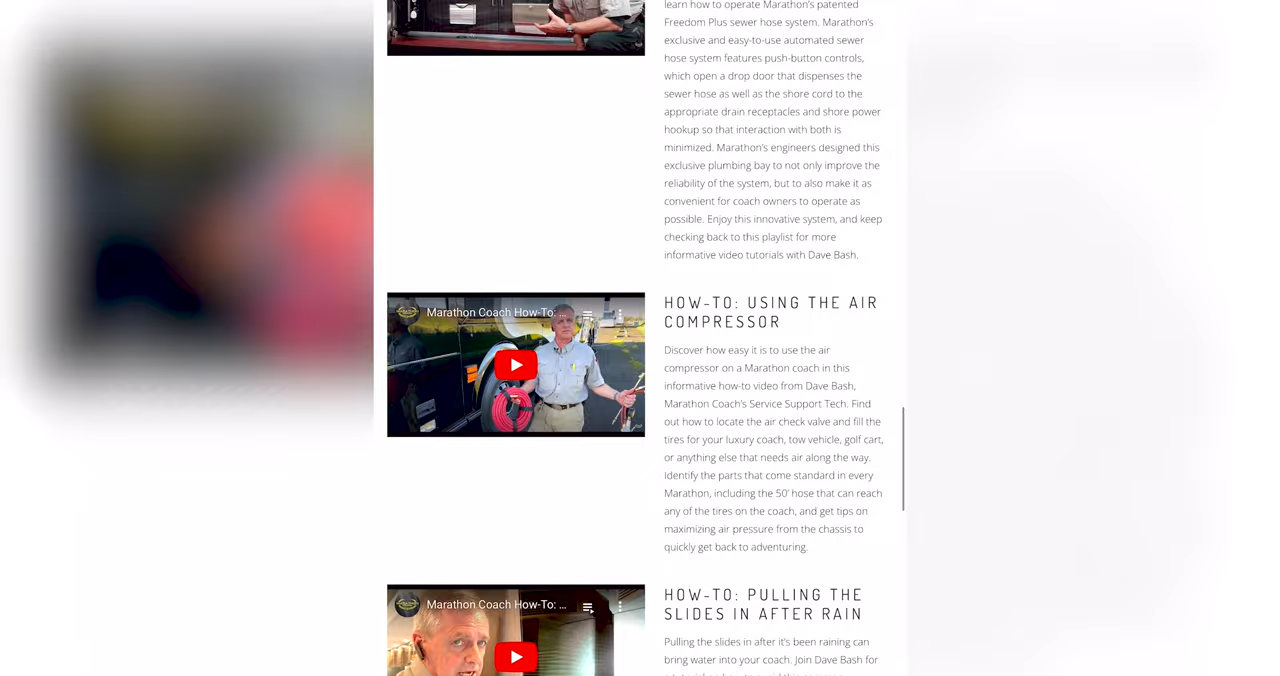 learn how to operate Marathon's patented
Freedom Plus sewer hose system. Marathon's
exclusive and easy-to-use automated sewer
hose system features push-button controls,
which open a drop door that dispenses the
sewer hose as well as the shore cord to the
appropriate drain receptacles and shore power
hookup so that interaction with both is
minimized. Marathon's engineers designed this
exclusive plumbing bay to not only improve the
reliability of the system, but to also make it as
convenient for coach owners to operate as
possible. Enjoy this innovative system, and keep
checking back to this playlist for more
informative video tutorials with Dave Bash.
Marathon Coach How-To: ...
HOW-TO: USING THE AIR
COMPRESSOR
Discover how easy it is to use the air
compressor on a Marathon coach in this
informative how-to video from Dave Bash,
Marathon Coach's Service Support Tech. Find
out how to locate the air check valve and fill the
tires for your luxury coach, tow vehicle, golf cart,
or anything else that needs air along the way.
Identify the parts that come standard in every
Marathon, including the 50' hose that can reach
any of the tires on the coach, and get tips on
maximizing air pressure from the chassis to
quickly get back to adventuring.
Marathon Coach How-To: ...
HOW-TO: PULLING THE
SLIDES IN AFTER RAIN
Pulling the slides in after it's been raining can
bring water into your coach. Join Dave Bash for